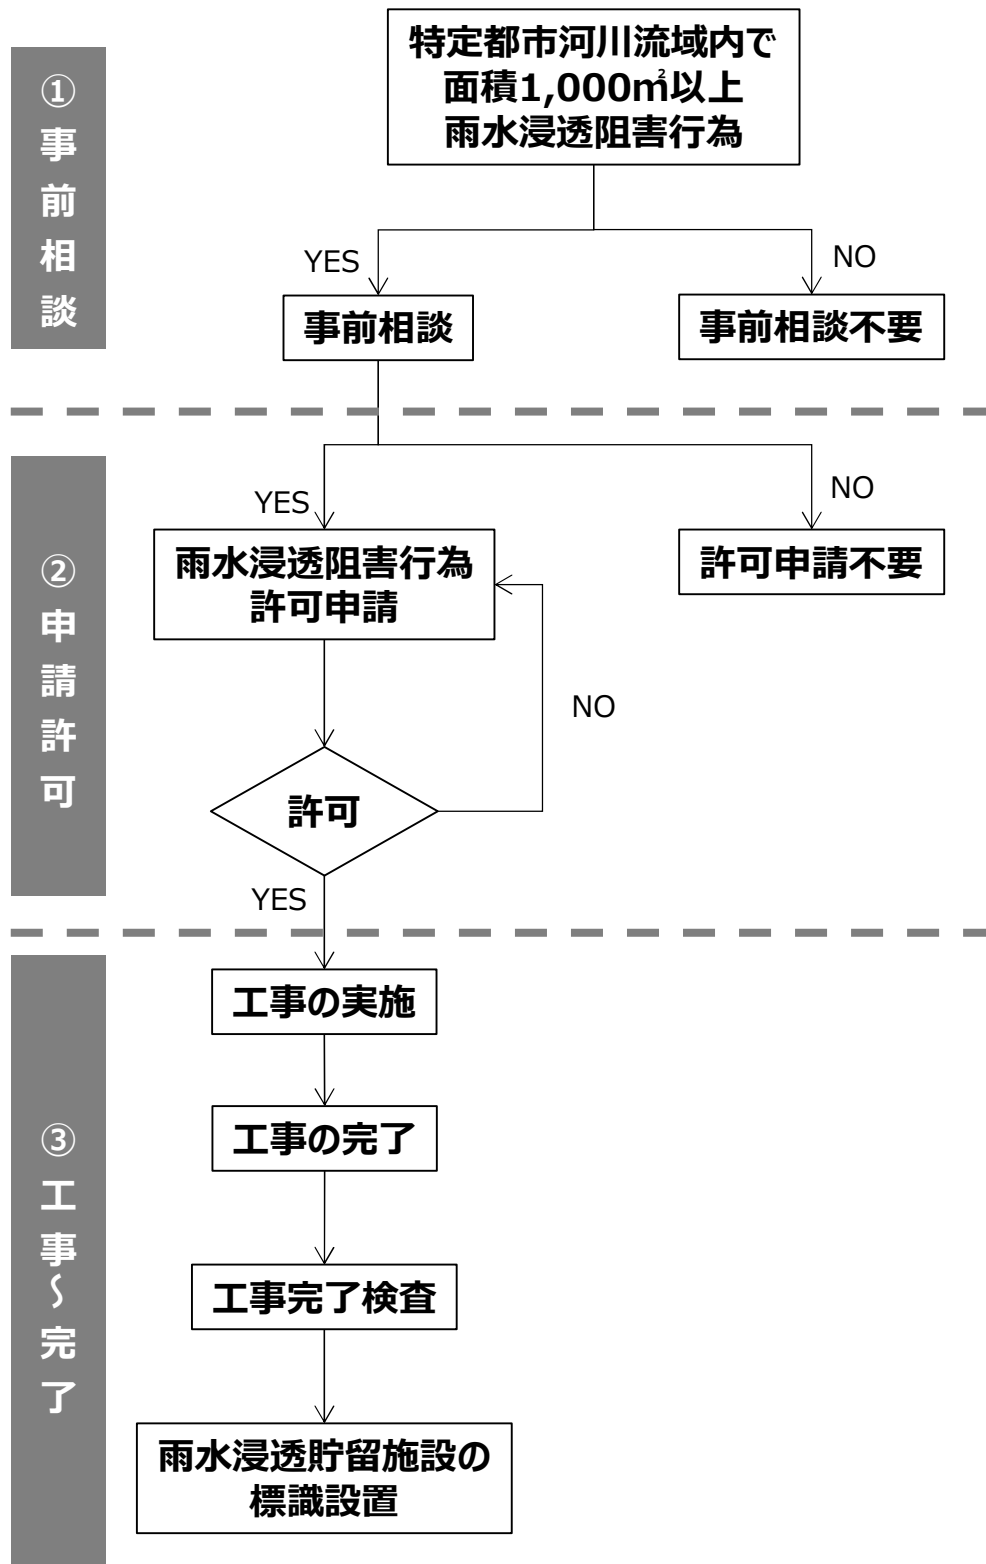 ①事前相談
特定都市河川流域内で
面積1,000㎡以上
雨水浸透阻害行為
YES
NO
事前相談
事前相談不要
②申請許可
YES
NO
雨水浸透阻害行為
許可申請
許可申請不要
NO
許可
YES
③工事～完了
工事の実施
工事の完了
工事完了検査
雨水浸透貯留施設の
標識設置